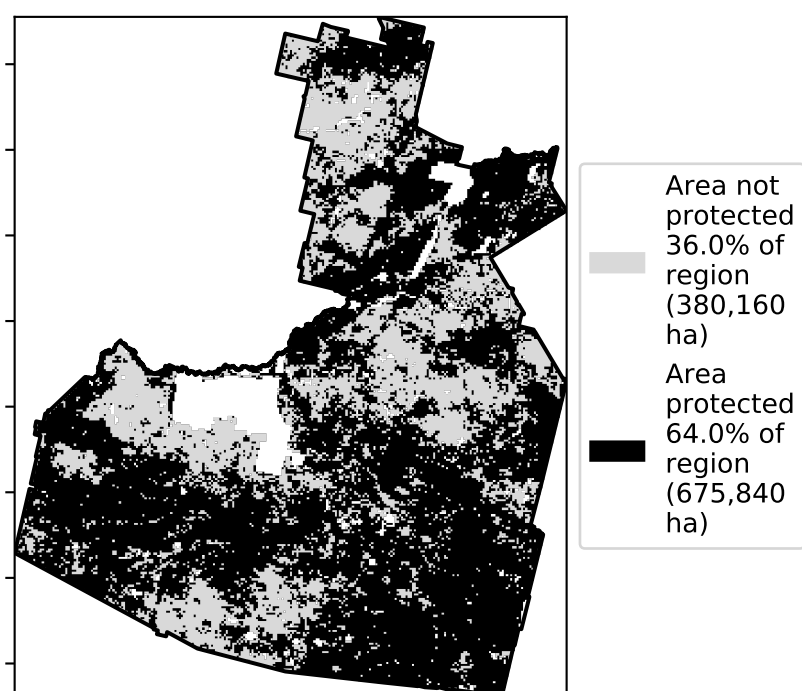 Area not
protected
36.0% of
region
(380,160
ha)
Area
protected
64.0% of
region
(675,840
ha)